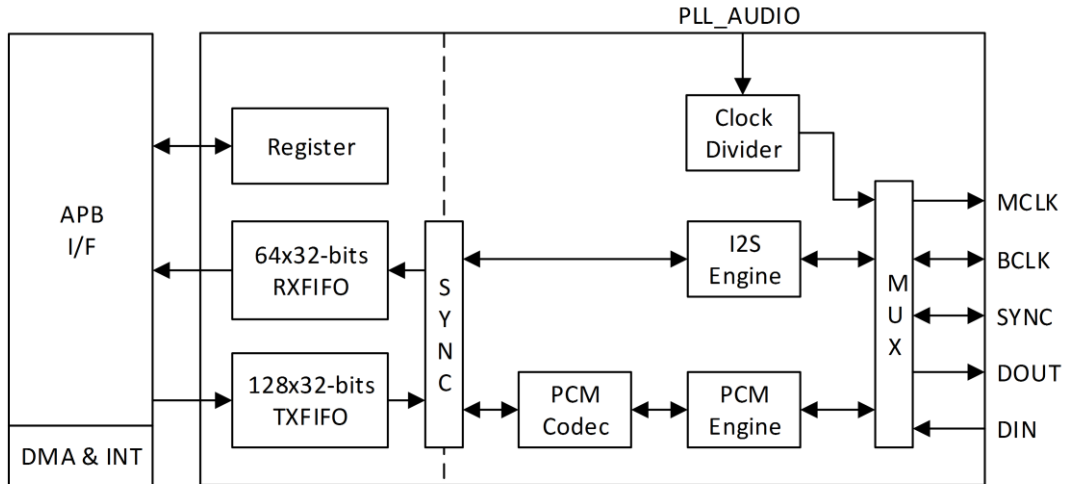 PLL_AUDIO
Clock
Divider
Register
APB
I/F
64x32-bits
RXFIFO
128x32-bits
TXFIFO
DMA & INT
S
Y
N
C
I2S
Engine
PCM
Codec
PCM
Engine
M
U
X
MCLK
BCLK
SYNC
DOUT
DIN